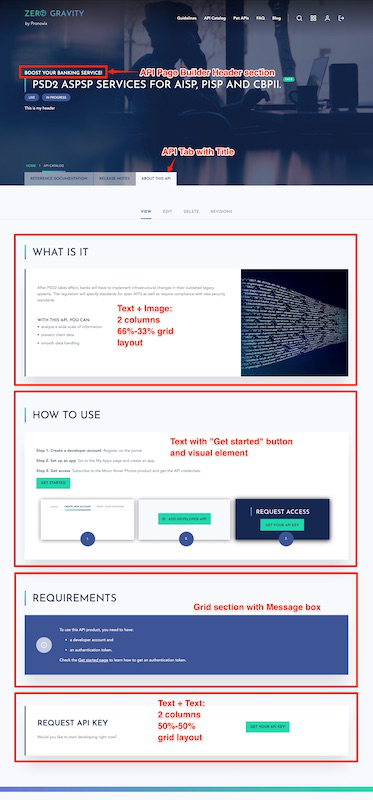 ZERO GRAVITY
by Pronovix
Guidelines API Catalog Pet APIs FAQ Blog
BOOST YOUR BANKING SERVICE!
API Page Builder Header section
PSD2 ASPSP SERVICES FOR AISP, PISP AND CBPII.
LIVE IN PROGRESS
This is my header
API Tab with Title
HOME > API CATALOG
REFERENCE DOCUMENTATION RELEASE NOTES ABOUT THIS API
VIEW EDIT DELETE REVISIONS
WHAT IS IT
After PSD2 takes effect, banks will have to implement infrastructural changes in their outdated legacy
systems. The regulation will specify standards for open API's as well as require compliance with new security
standards.
WITH THIS API, YOU CAN
• analyse a wide scale of information
• prevent client data
• smooth data handling
Text + Image:
2 columns
66%-33% grid
layout
HOW TO USE
Text with "Get started" button
and visual element
Step 1. Create a developer account: Register on the portal
Step 2. Set up an app: Go to the My Apps page and create an app
Step 3. Get access: Subscribe to the Moon Rover Photos product and get the API credentials
GET STARTED
CREATE NEW ACCOUNT
ADD DEVELOPER API
REQUEST ACCESS
GET YOUR API KEY
REQUIREMENTS
Grid section with Message box
To use this API product, you need to have:
• a developer account and
• an authentication token.
Check the Get started page to learn how to get an authentication token.
Text + Text:
2 columns
50%-50%
grid layout
REQUEST API KEY
Would you like to start developing right now?
GET YOUR API KEY